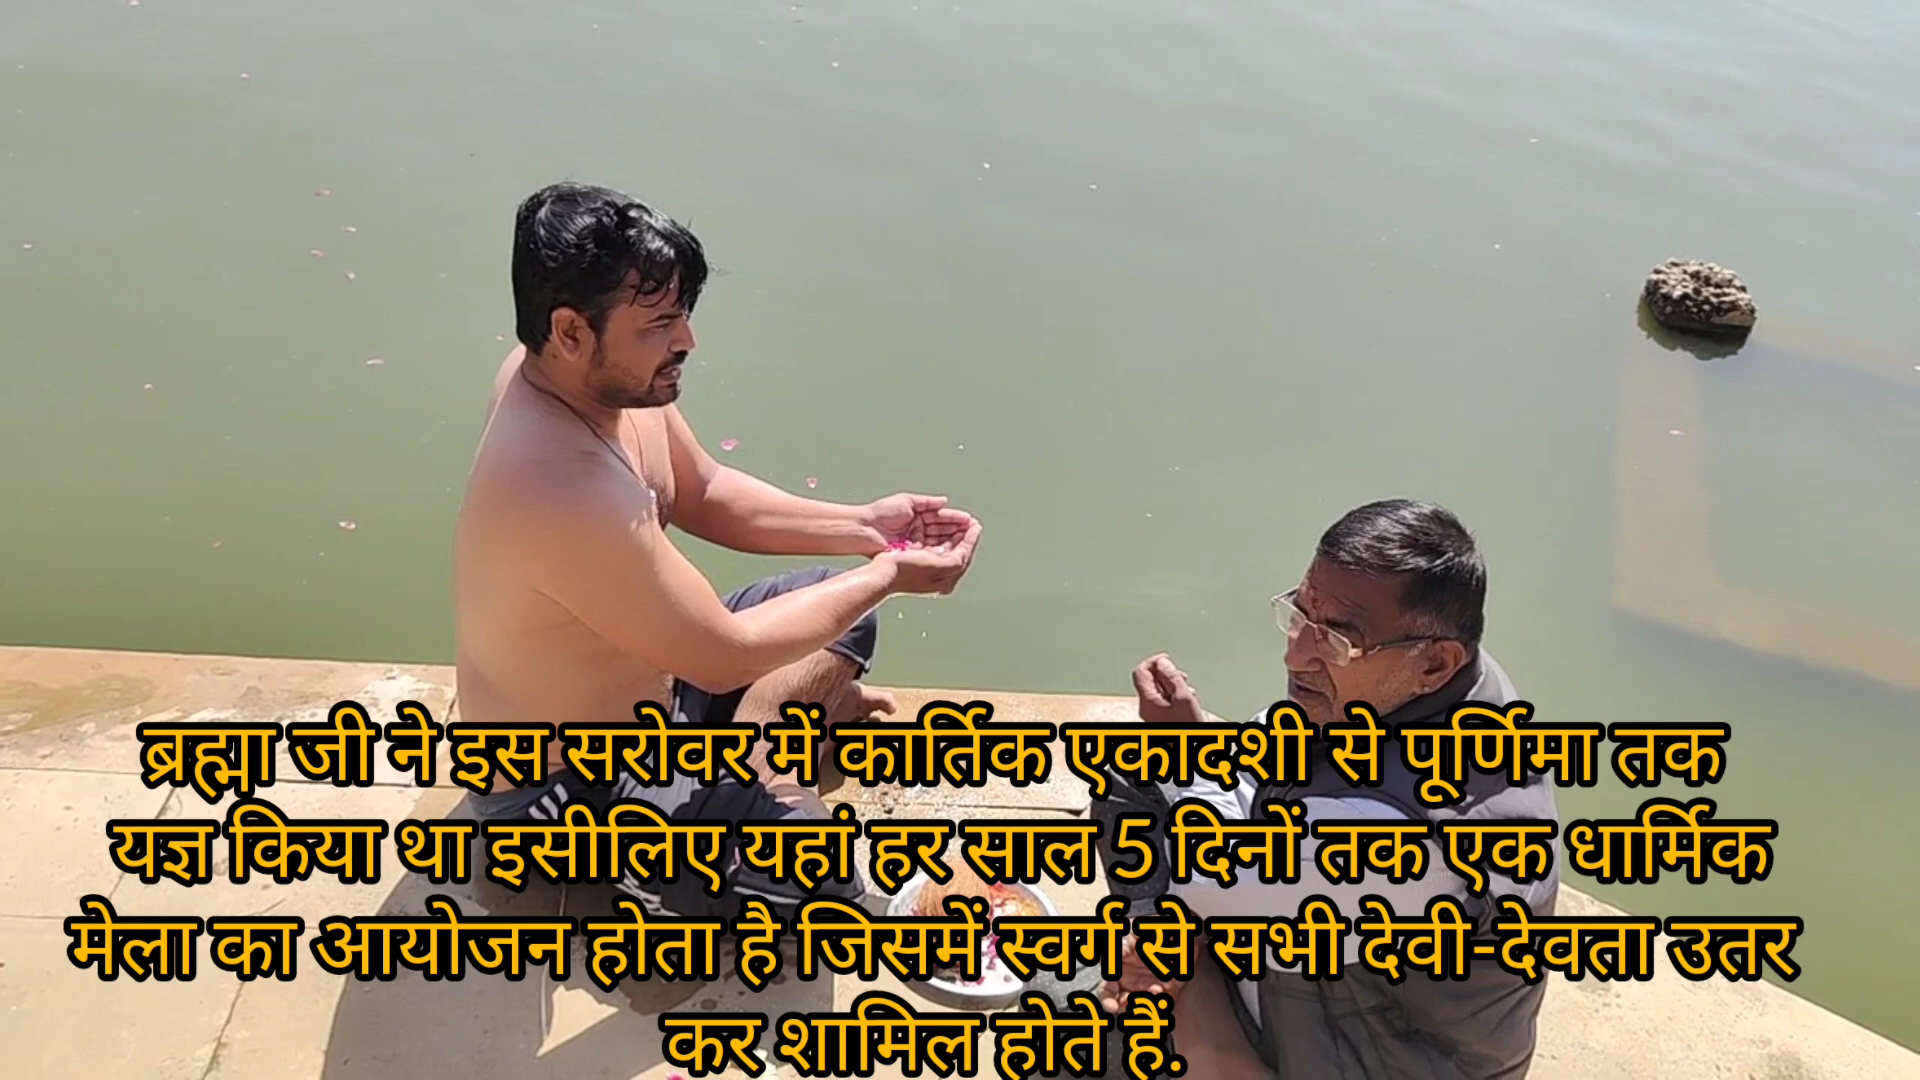 ब्रह्मा जी ने इस सरोवर में कार्तिक एकादशी से पूर्णिमा तक
यज्ञ किया था इसीलिए यहां हर साल 5 दिनों तक एक धार्मिक
मेला का आयोजन होता है जिसमें स्वर्ग से सभी देवी-देवता उतर
कर शामिल होते हैं.